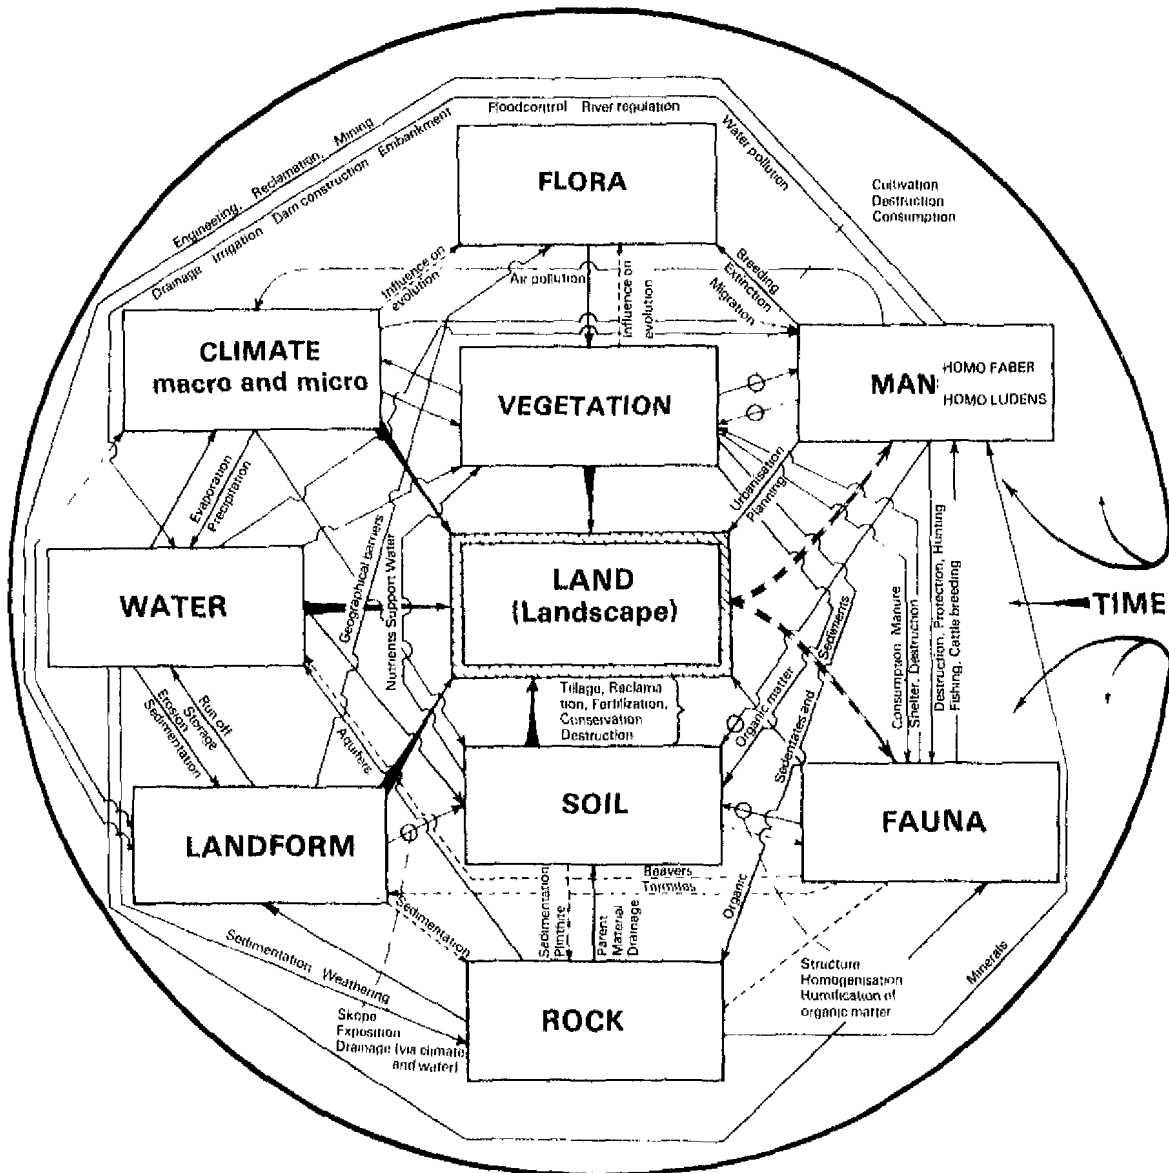 Engineering, Reclamation, Mining
Drainage Irrigation Dam construction Embankment
Floodcontrol River regulation
Water pollution
Cultivation
Destruction
Consumption
FLORA
Influence on
evolution
Air pollution
influence on
evolution
Breeding
Extinction
Migration
CLIMATE
macro and micro
VEGETATION
MAN
HOMO FABER
HOMO LUDENS
Evaporation
Precipitation
Urbanisation
Planning
Geographical barriers
Nutrients Support Water
WATER
LAND
(Landscape)
TIME
Consumption Manure
Shelter, Destruction
Destruction, Protection, Hunting
Fishing, Cattle breeding
Run off
Storage
Erosion
Sedimentation
Aquifers
Tillage, Reclama
tion, Fertilization,
Conservation
Destruction
Organic matter
Sedentates and
Sediments
LANDFORM
SOIL
FAUNA
Beavers
Termites
Sedimentation
Sedimentation
Plinthite
Parent
Material
Drainage
Organic
Sedimentation Weathering
ROCK
Structure
Homogenisation
Humification of
organic matter
Minerals
Skope
Exposition
Drainage (via climate
and water)